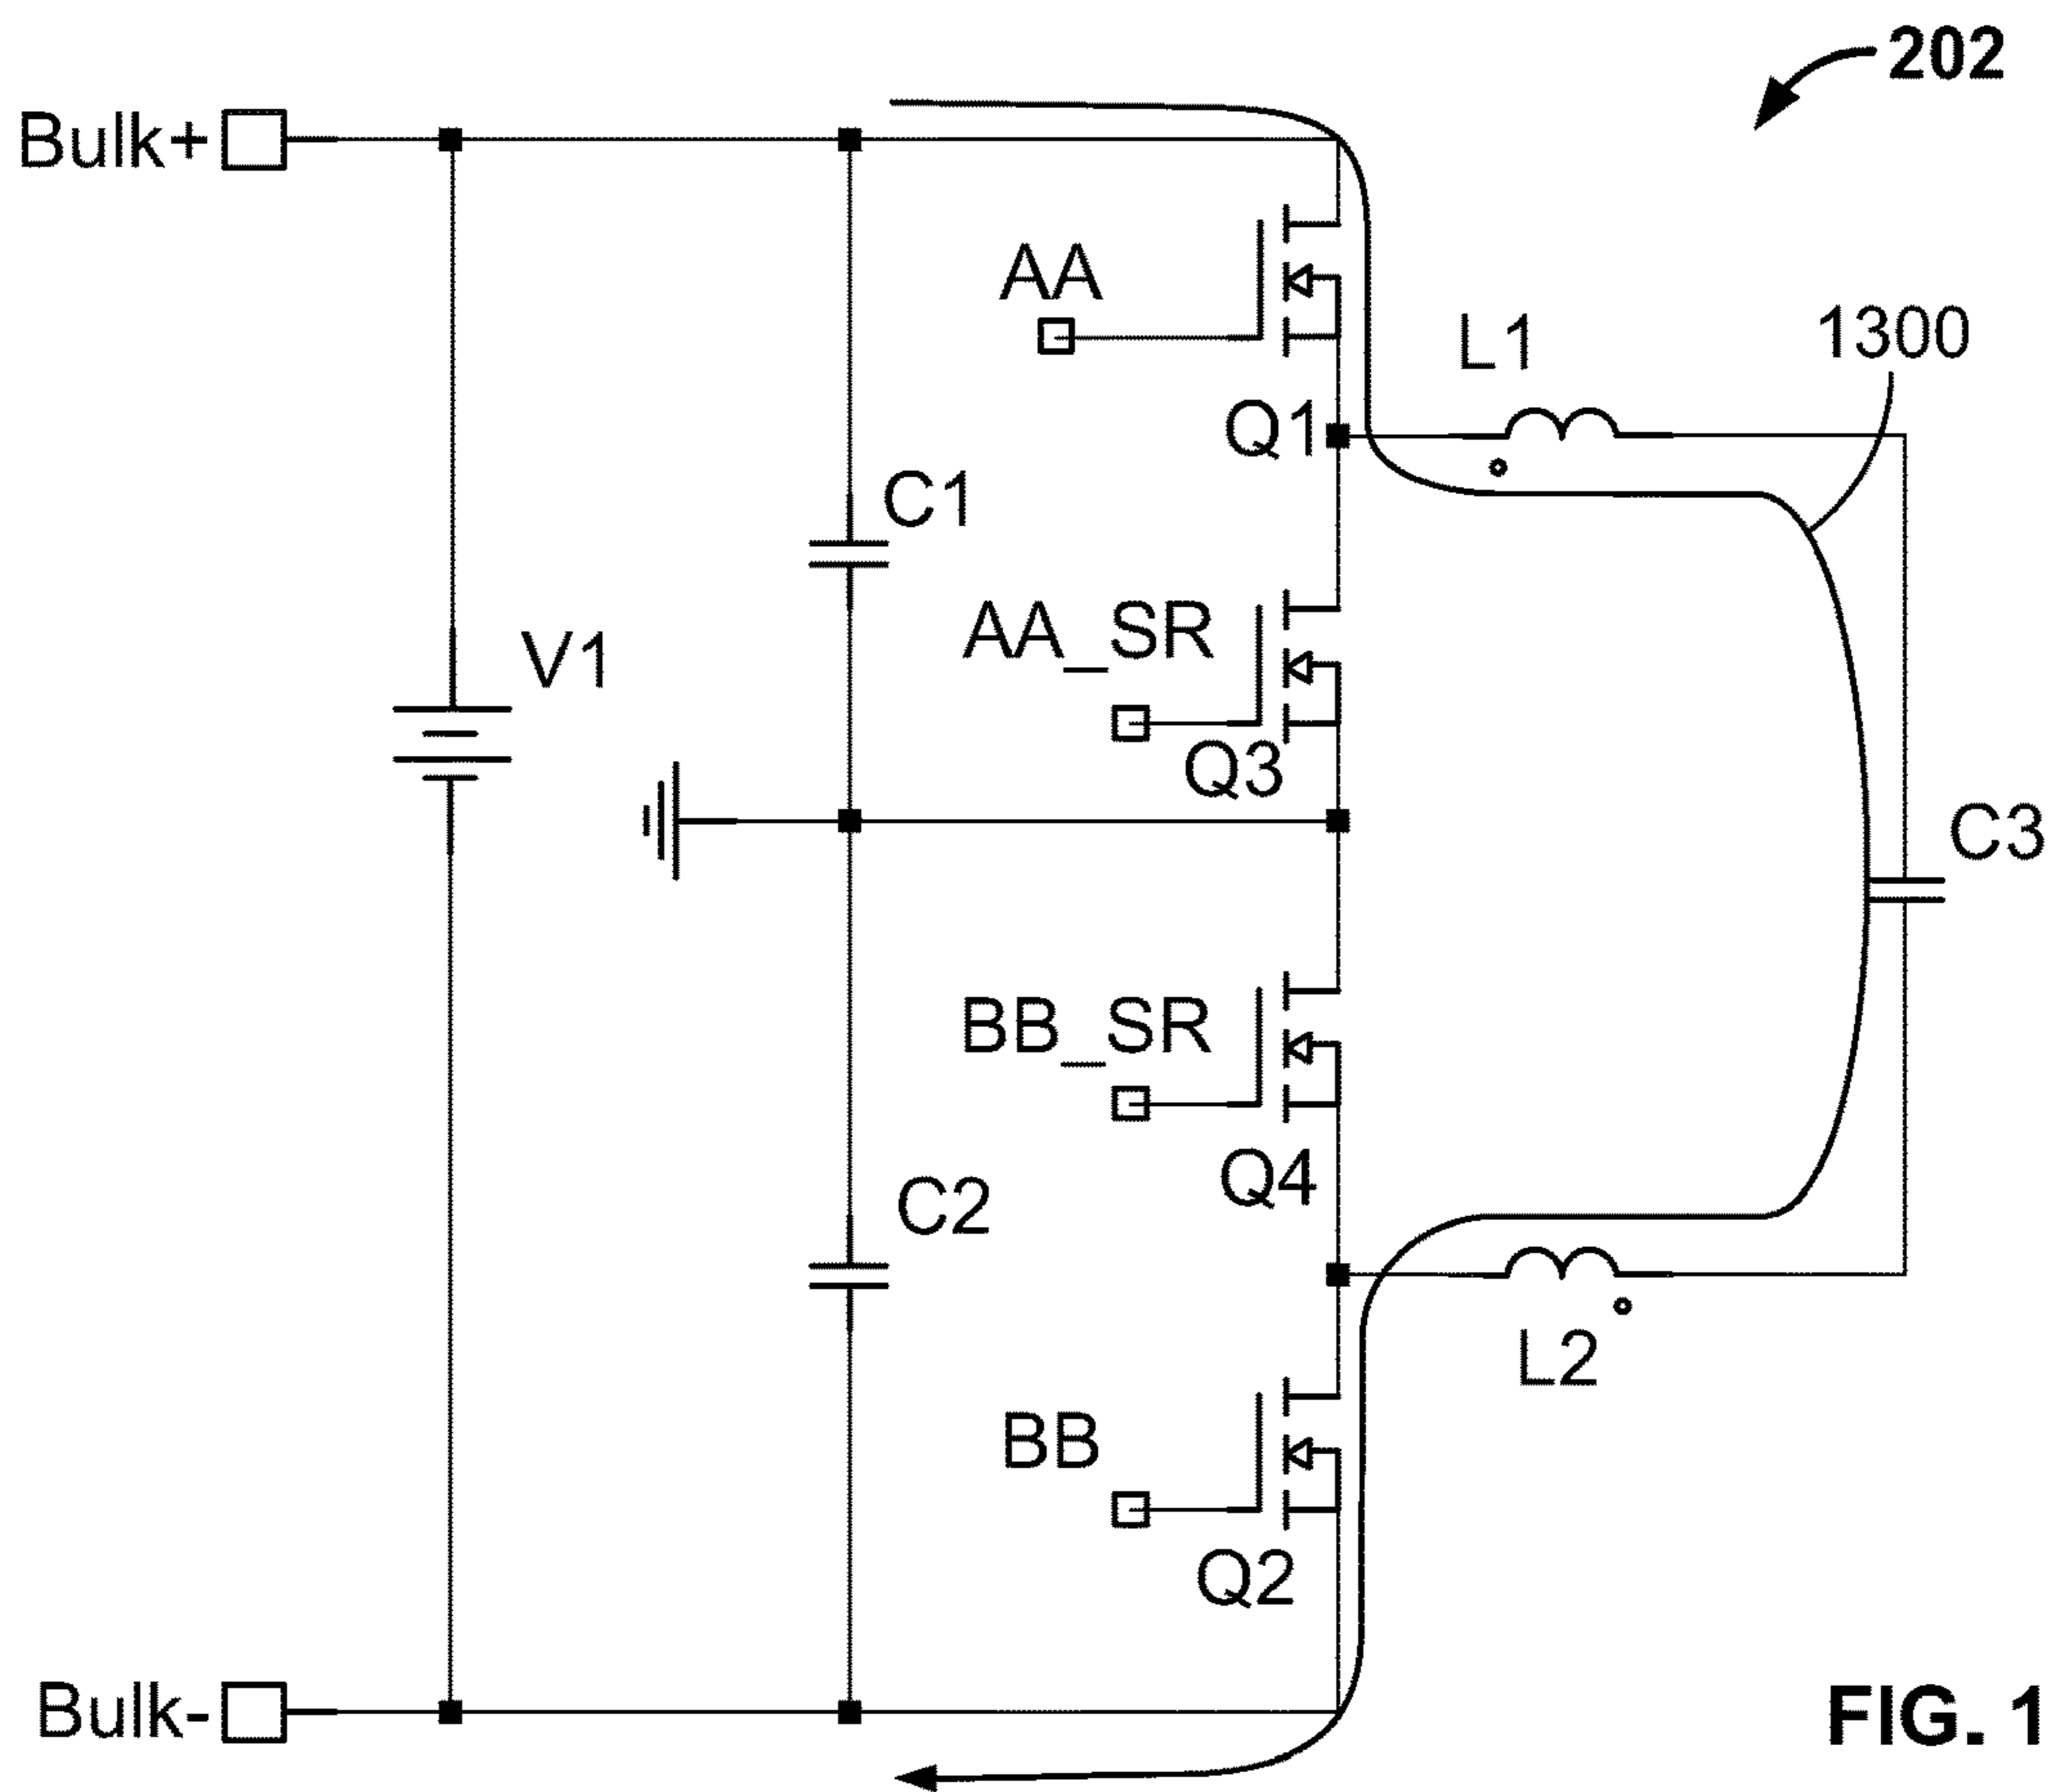 202
Bulk+
AA
L1
1300
Q1
C1
AA_SR
V1
Q3
C3
BB_SR
Q4
C2
L2
BB
Q2
Bulk-
FIG. 1